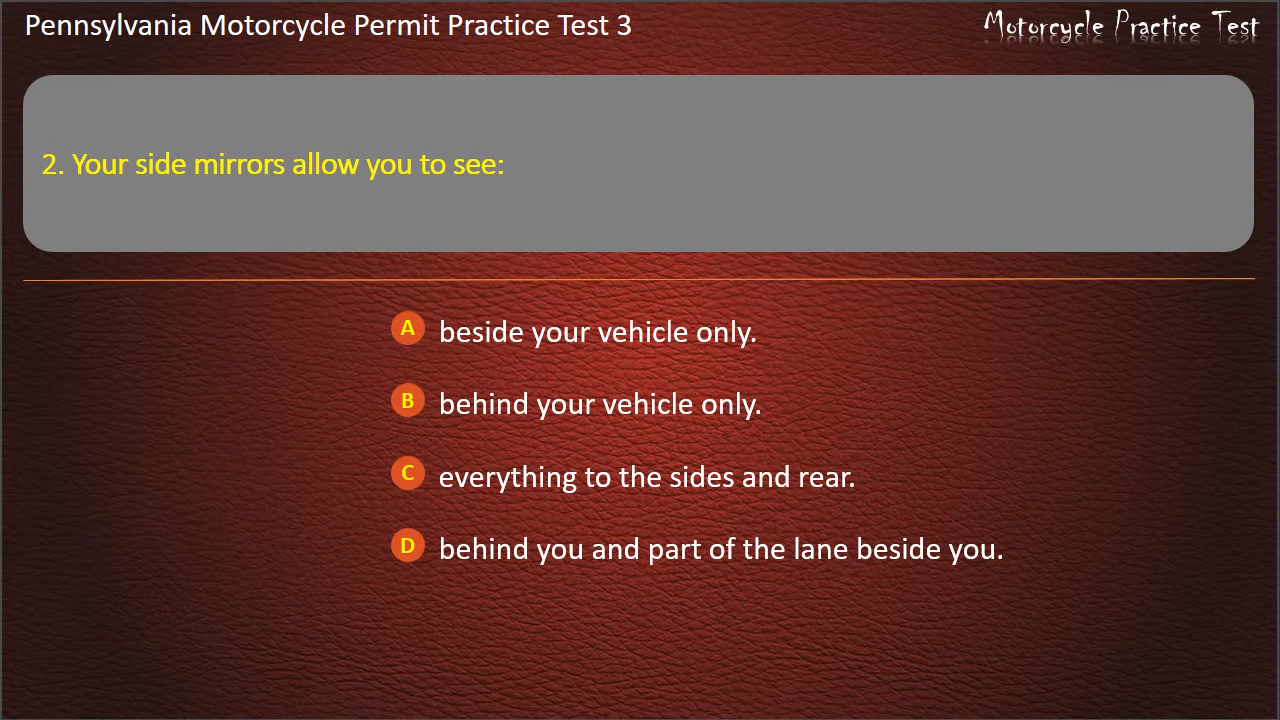 Pennsylvania Motorcycle Permit Practice Test 3
Motorcycle Practice Test
2. Your side mirrors allow you to see:
A beside your vehicle only.
B behind your vehicle only.
C everything to the sides and rear.
D behind you and part of the lane beside you.